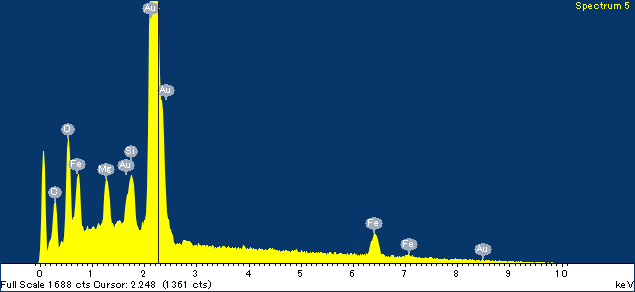 Spectrum 5
Au
Au
O
Si
Fe
Mg
Au
C
Fe
Fe
Au
0 1 2 3 4 5 6 7 8 9 10
Full Scale 1688 cts Cursor: 2.248 (1361 cts) keV